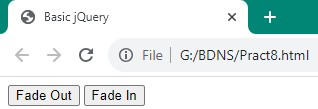 Basic jQuery
File G:/BDNS/Pract8.html
Fade Out Fade In